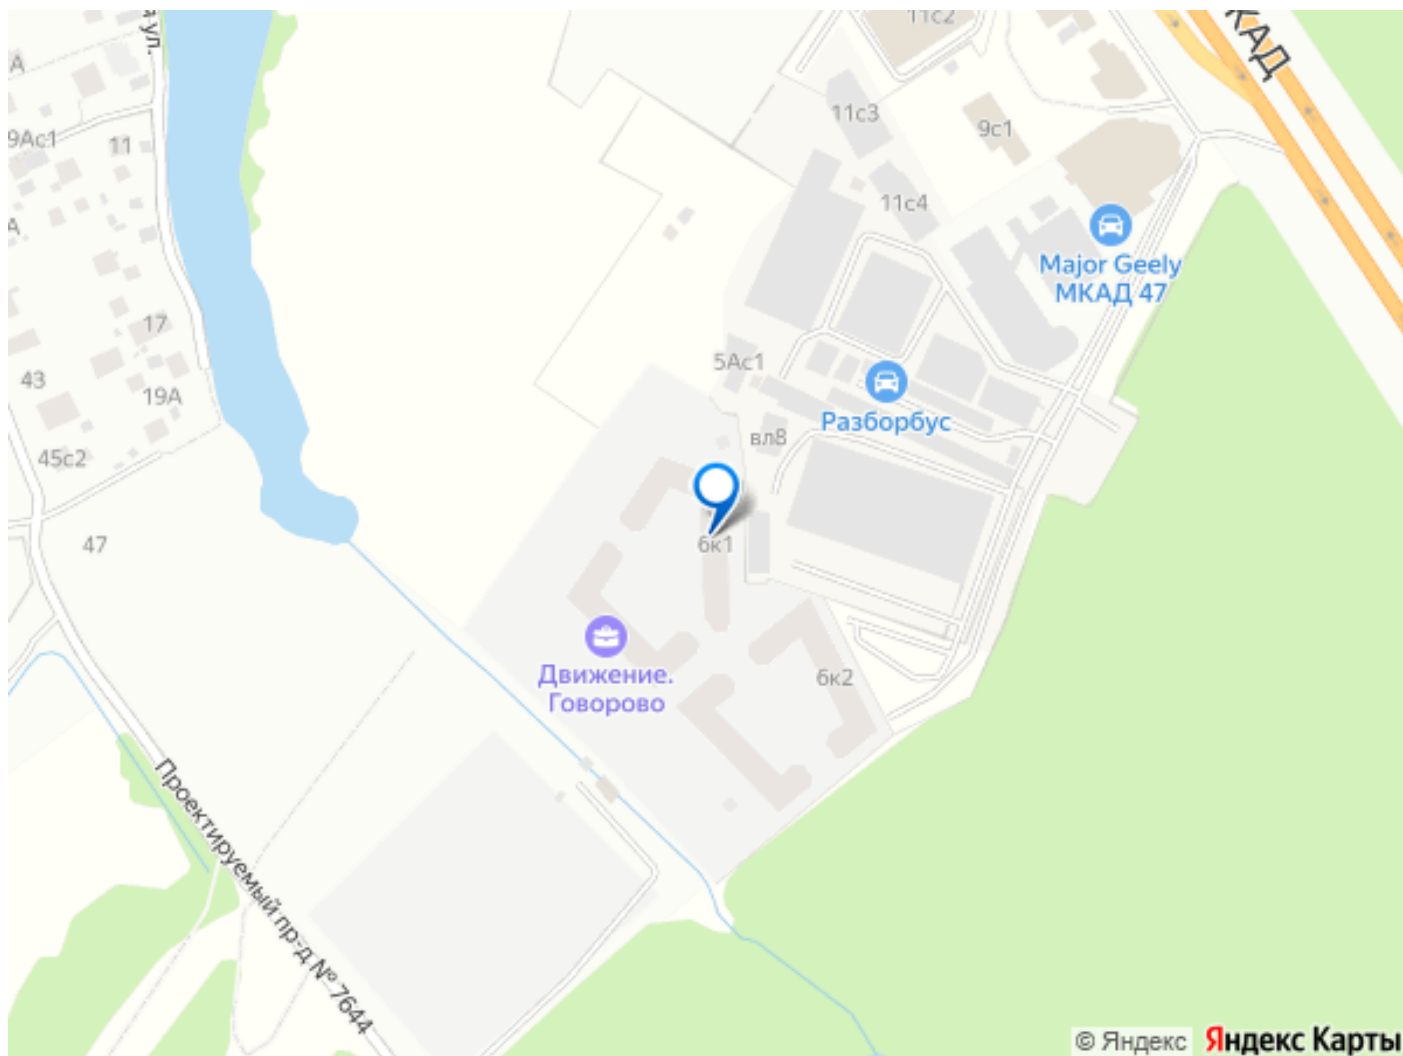 а ул.
11с2
КАД
А
11с3
9с1
9Ас1
11
11с4
А
Major Geely
МКАД 47
17
5Ас1
43
19А
Разборбус
вл8
45с2
6к1
47
Движение.
Говорово
6к2
Проектируемый пр-д № 7644
© Яндекс Яндекс Карты